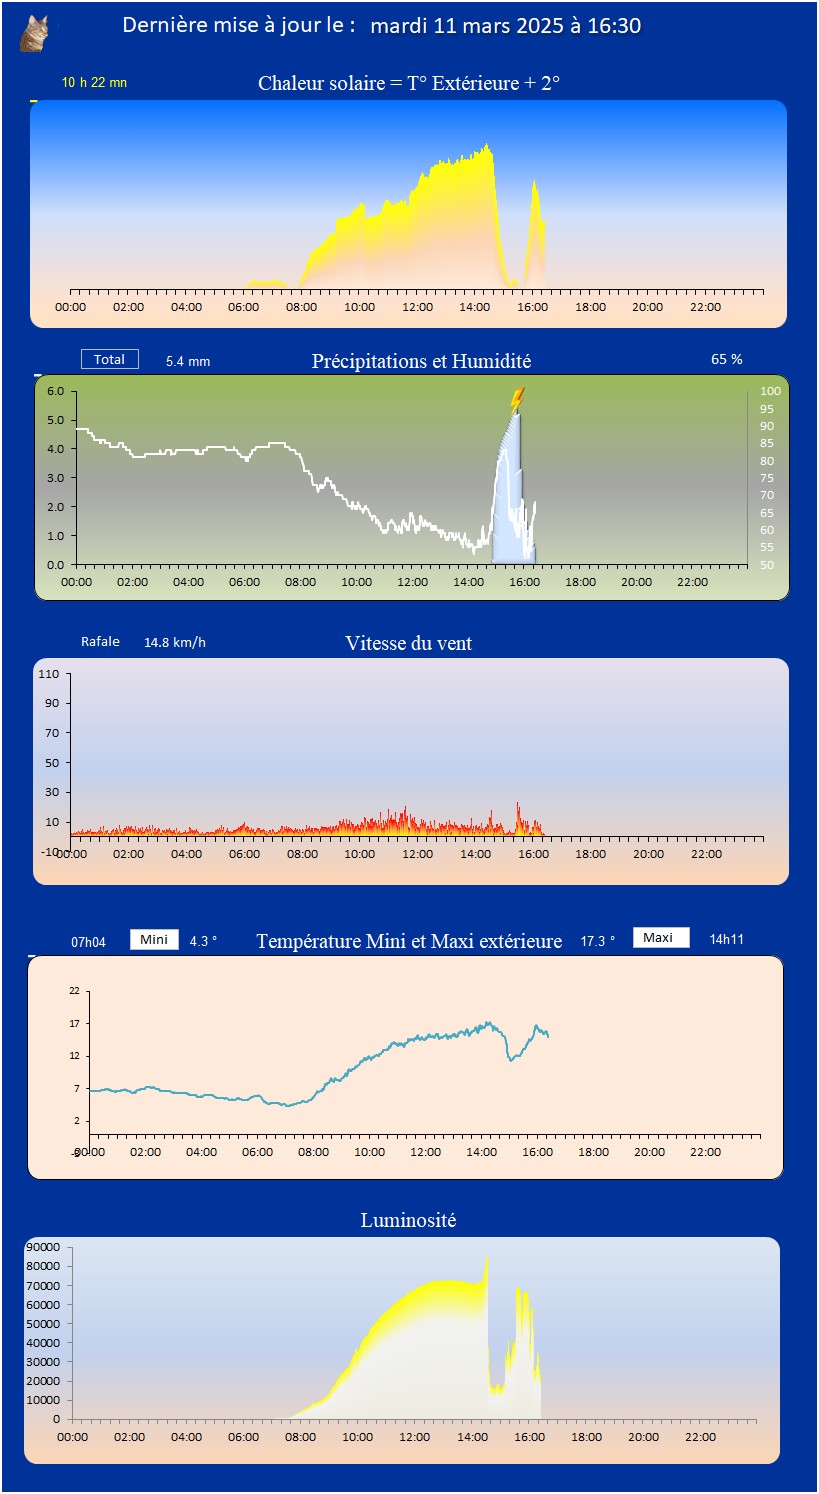 Dernière mise à jour le : mardi 11 mars 2025 à 16:30
10 h 22 mn
Chaleur solaire = T° Extérieure + 2°
00:00 02:00 04:00 06:00 08:00 10:00 12:00 14:00 16:00 18:00 20:00 22:00
Total 5.4 mm Précipitations et Humidité 65 %
6.0 100
95
5.0 90
85
4.0 80
3.0 75
70
2.0 65
1.0 60
55
0.0 50
00:00 02:00 04:00 06:00 08:00 10:00 12:00 14:00 16:00 18:00 20:00 22:00
Rafale 14.8 km/h Vitesse du vent
110
90
70
50
30
10
-10
00:00 02:00 04:00 06:00 08:00 10:00 12:00 14:00 16:00 18:00 20:00 22:00
07h04 Mini 4.3 ° Température Mini et Maxi extérieure 17.3 ° Maxi 14h11
22
17
12
7
2
00:00 02:00 04:00 06:00 08:00 10:00 12:00 14:00 16:00 18:00 20:00 22:00
Luminosité
90000
80000
70000
60000
50000
40000
30000
20000
10000
0
00:00 02:00 04:00 06:00 08:00 10:00 12:00 14:00 16:00 18:00 20:00 22:00